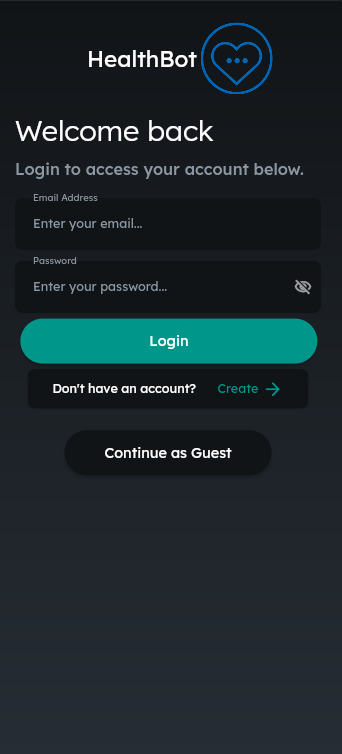 HealthBot
Welcome back
Login to access your account below.
Email Address
Enter your email...
Password
Enter your password...
Login
Don't have an account? Create
Continue as Guest